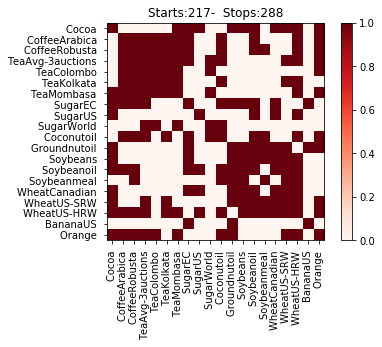 Starts:217-  Stops:288
Cocoa
CoffeeArabica
CoffeeRobusta
TeaAvg-3auctions
TeaColombo
TeaKolkata
TeaMombasa
SugarEC
SugarUS
SugarWorld
Coconutoil
Groundnutoil
Soybeans
Soybeanoil
Soybeanmeal
WheatCanadian
WheatUS-SRW
WheatUS-HRW
BananaUS
Orange
1.0
0.8
0.6
0.4
0.2
0.0
Cocoa
CoffeeArabica
CoffeeRobusta
TeaAvg-3auctions
TeaColombo
TeaKolkata
TeaMombasa
SugarEC
SugarUS
SugarWorld
Coconutoil
Groundnutoil
Soybeans
Soybeanoil
Soybeanmeal
WheatCanadian
WheatUS-SRW
WheatUS-HRW
BananaUS
Orange